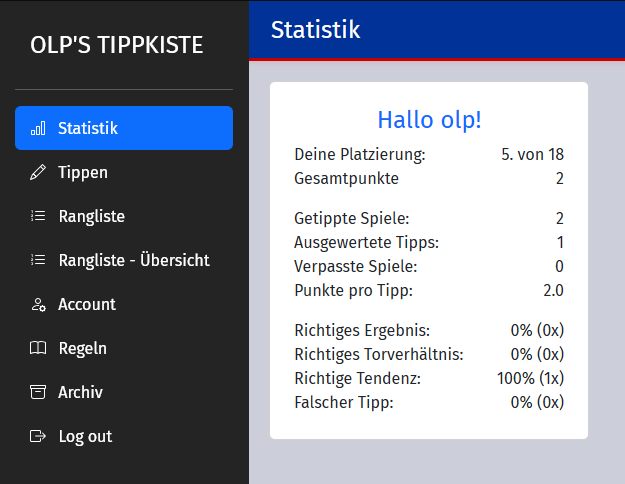 OLP'S TIPPKISTE
Statistik
Tippen
Rangliste
Rangliste - Übersicht
Account
Regeln
Archiv
Log out
Statistik
Hallo olp!
Deine Platzierung: 5. von 18
Gesamtpunkte 2
Getippte Spiele: 2
Ausgewertete Tipps: 1
Verpasste Spiele: 0
Punkte pro Tipp: 2.0
Richtiges Ergebnis: 0% (0x)
Richtiges Torverhältnis: 0% (0x)
Richtige Tendenz: 100% (1x)
Falscher Tipp: 0% (0x)